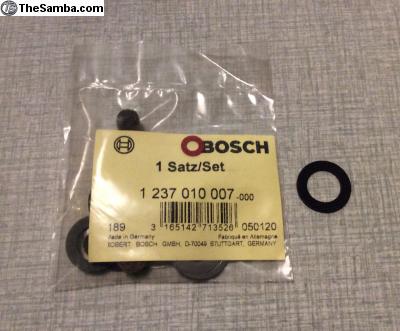 TheSamba.com
BOSCH
1 Satz/Set
1 237 010 007-000
189 3 165142 713526 050120
Made in Germany Fabriqué en Allemagne
ROBERT BOSCH GMBH, D-70049 STUTTGART, GERMANY